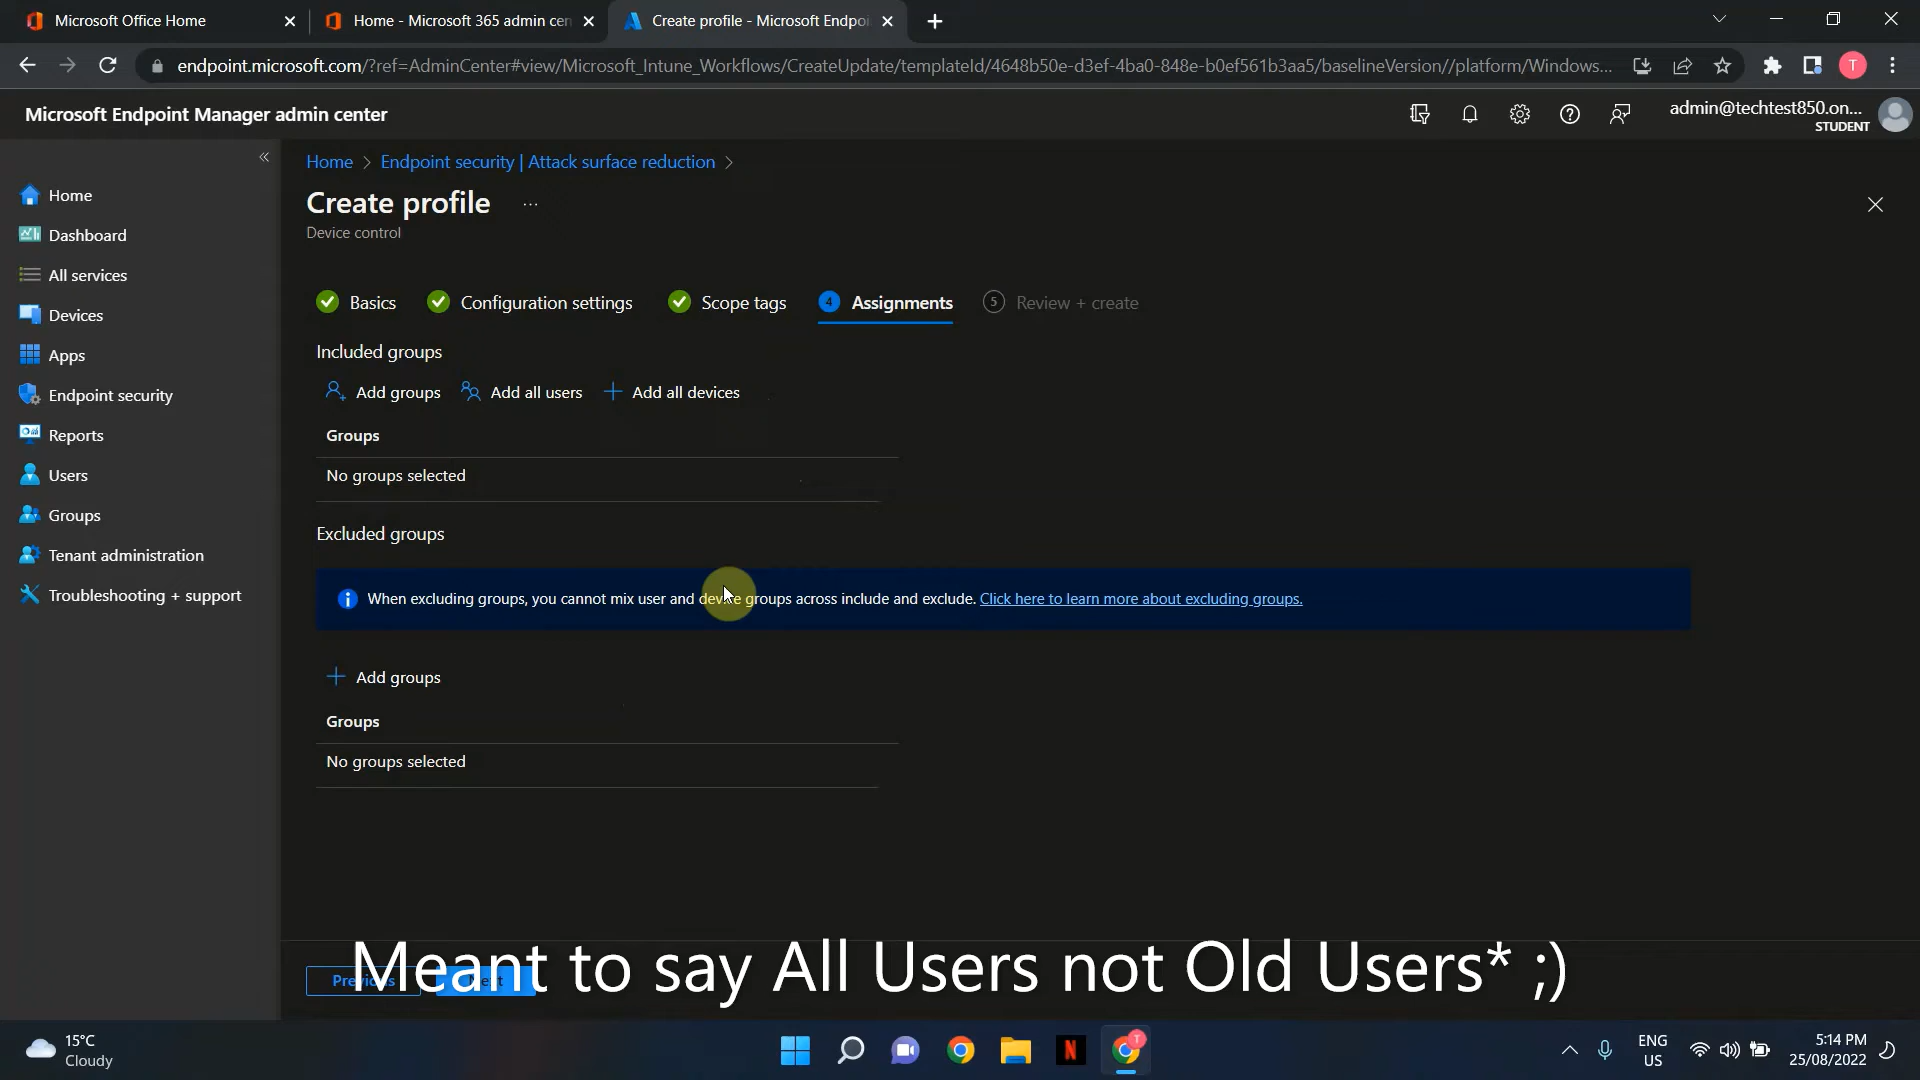 Microsoft Office Home
Home - Microsoft 365 admin cen
Create profile - Microsoft Endpoi
endpoint.microsoft.com/?ref=AdminCenter#view/Microsoft_Intune_Workflows/CreateUpdate/templateId/4648b50e-d3ef-4ba0-848e-b0ef561b3aa5/baselineVersion//platform/Windows...
T
Microsoft Endpoint Manager admin center
admin@techtest850.on...
STUDENT
«
Home > Endpoint security | Attack surface reduction >
Create profile ...
Device control
Home
Dashboard
All services
Devices
Apps
Endpoint security
Reports
Users
Groups
Tenant administration
Troubleshooting + support
Basics
Configuration settings
Scope tags
4 Assignments
5 Review + create
Included groups
Add groups
Add all users
Add all devices
Groups
No groups selected
Excluded groups
When excluding groups, you cannot mix user and device groups across include and exclude. Click here to learn more about excluding groups.
Add groups
Groups
No groups selected
Meant to say All Users not Old Users* ;)
15°C
Cloudy
N
T
ENG
US
5:14 PM
25/08/2022